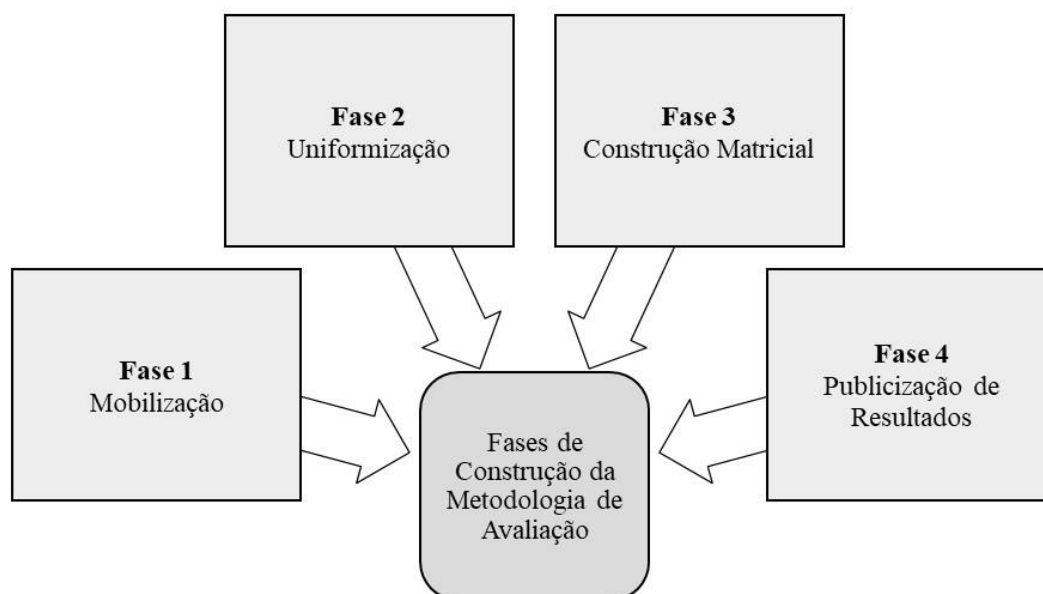 Fase 1
Mobilização
Fase 2
Uniformização
Fase 3
Construção Matricial
Fase 4
Publicização de
Resultados
Fases de
Construção da
Metodologia de
Avaliação